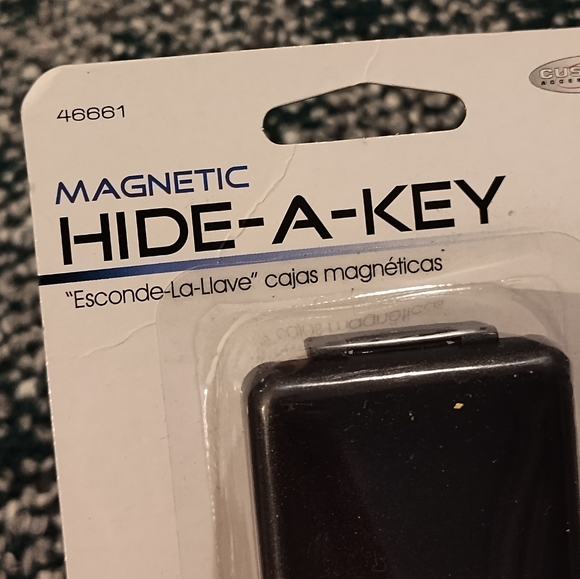 46661
MAGNETIC
HIDE-A-KEY
"Esconde-La-Llave" cajas magnéticas